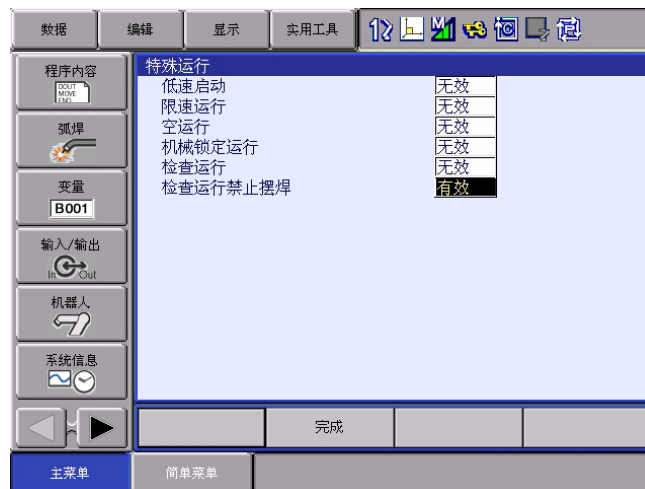 数据 编辑 显示 实用工具
程序内容
DOUT
MOVE
END
弧焊
变量
B001
输入/输出
In Out
机器人
系统信息
特殊运行
低速启动 无效
限速运行 无效
空运行 无效
机械锁定运行 无效
检查运行 无效
检查运行禁止摆焊 有效
完成
主菜单 简单菜单